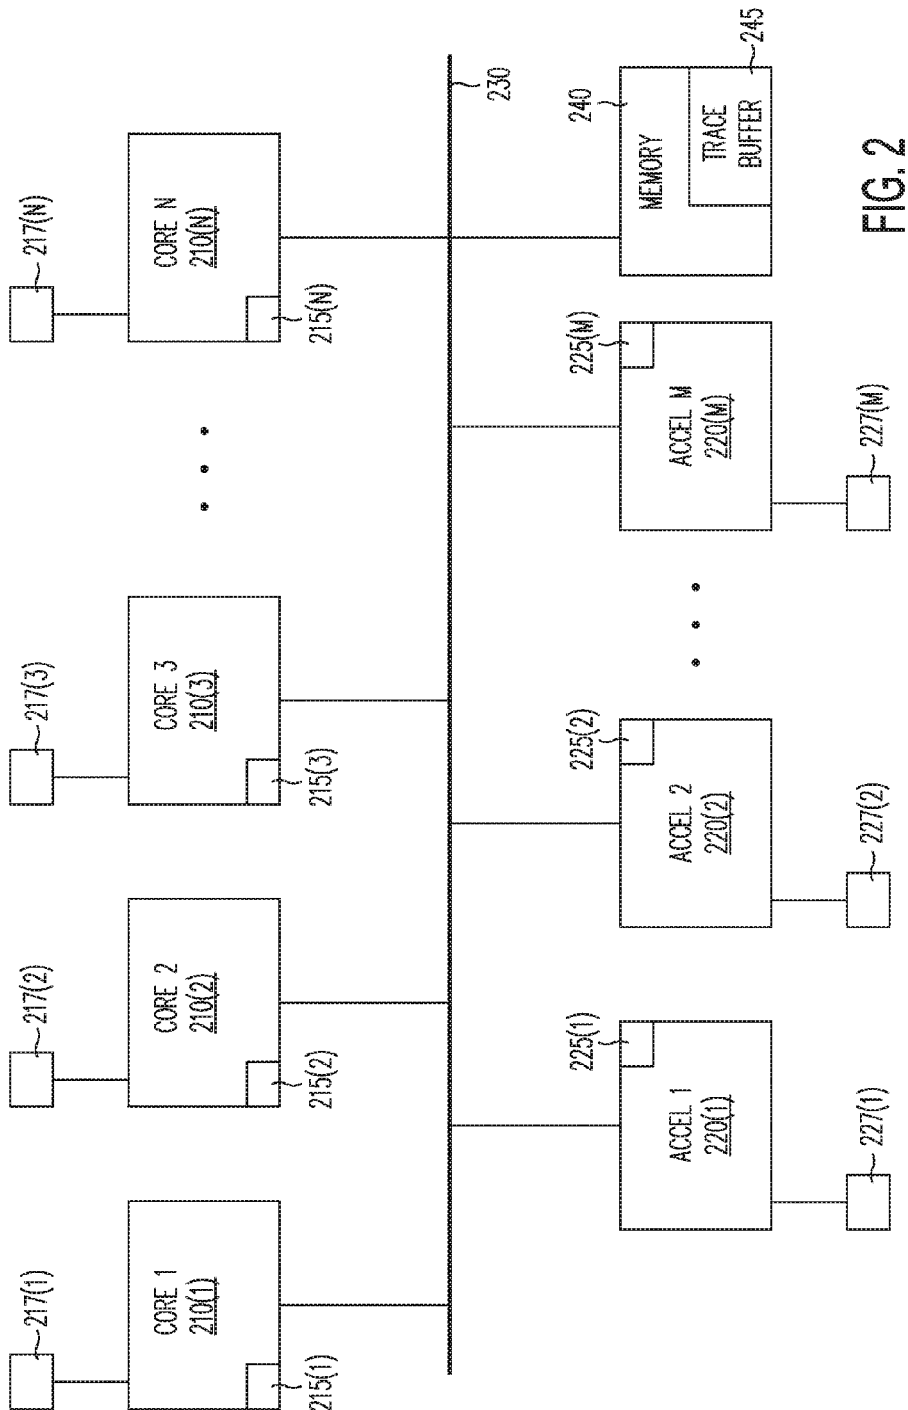 217(1)
217(2)
217(3)
217(N)
CORE 1
210(1)
CORE 2
210(2)
CORE 3
210(3)
CORE N
210(N)
215(1)
215(2)
215(3)
215(N)
230
225(1)
225(2)
225(M)
240
ACCEL 1
220(1)
ACCEL 2
220(2)
ACCEL M
220(M)
MEMORY
TRACE
BUFFER
245
227(1)
227(2)
227(M)
FIG. 2